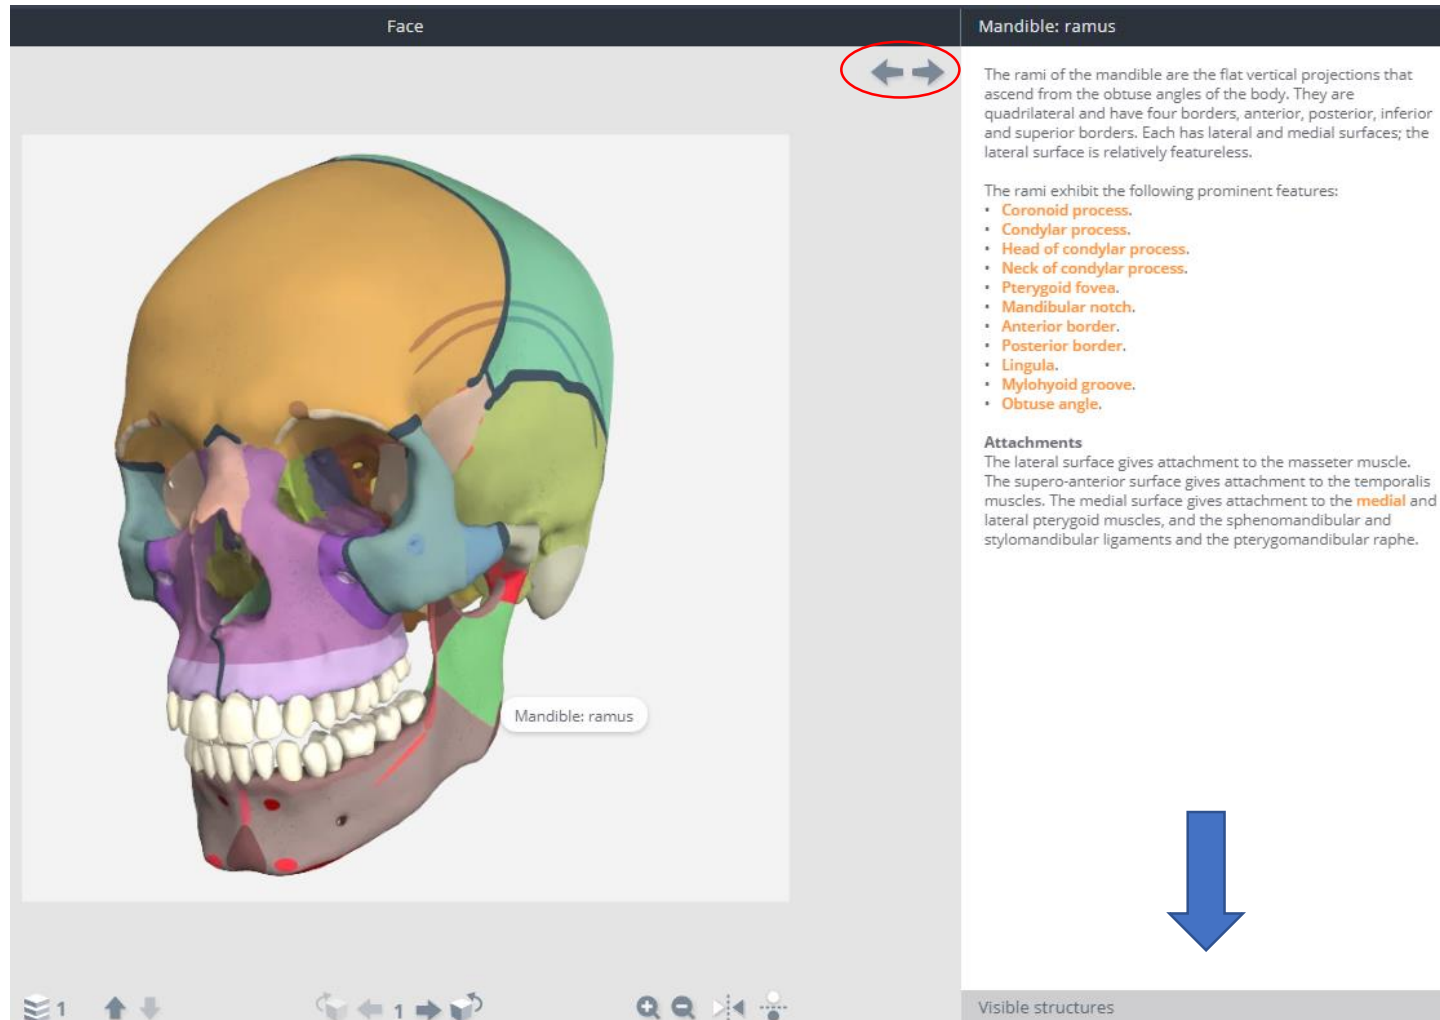 Face
Mandible: ramus
The rami of the mandible are the flat vertical projections that
ascend from the obtuse angles of the body. They are
quadrilateral and have four borders, anterior, posterior, inferior
and superior borders. Each has lateral and medial surfaces; the
lateral surface is relatively featureless.
The rami exhibit the following prominent features:
• Coronoid process.
• Condylar process.
• Head of condylar process.
• Neck of condylar process.
• Pterygoid fovea.
• Mandibular notch.
• Anterior border.
• Posterior border.
• Lingula.
• Mylohyoid groove.
• Obtuse angle.
Attachments
The lateral surface gives attachment to the masseter muscle.
The supero-anterior surface gives attachment to the temporalis
muscles. The medial surface gives attachment to the medial and
lateral pterygoid muscles, and the sphenomandibular and
stylomandibular ligaments and the pterygomandibular raphe.
Mandible: ramus
1
1
Visible structures